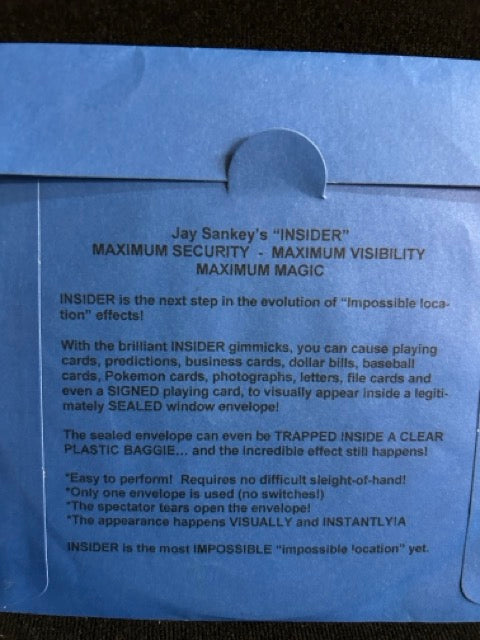 Jay Sankey's "INSIDER"
MAXIMUM SECURITY - MAXIMUM VISIBILITY
MAXIMUM MAGIC
INSIDER is the next step in the evolution of "Impossible loca-
tion" effects!
With the brilliant INSIDER gimmicks, you can cause playing
cards, predictions, business cards, dollar bills, baseball
cards, Pokemon cards, photographs, letters, file cards and
even a SIGNED playing card, to visually appear inside a legiti-
mately SEALED window envelope!
The sealed envelope can even be TRAPPED INSIDE A CLEAR
PLASTIC BAGGIE... and the incredible effect still happens!
*Easy to perform! Requires no difficult sleight-of-hand!
*Only one envelope is used (no switches!)
*The spectator tears open the envelope!
*The appearance happens VISUALLY and INSTANTLY!A
INSIDER is the most IMPOSSIBLE "impossible location" yet.